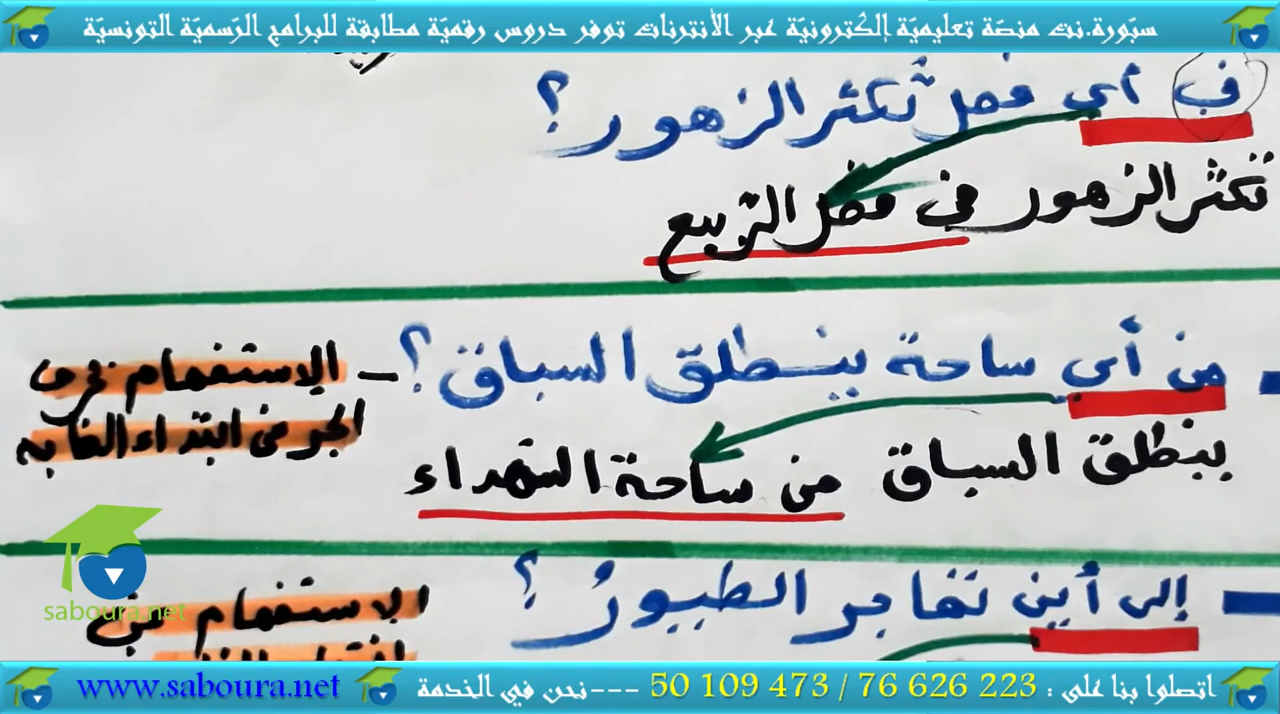 سبّورة.نت منصّة تعليميّة إلكترونيّة عبر الأنترنات توفر دروس رقميّة مطابقة للبرامج الرّسميّة التونسيّة
في أي فصل تكثر الزهور ؟
تكثر الزهور في فصل الربيع
من أي ساحة ينطلق السباق ؟ - الاستفهام بحرف
الجر من ابتداء الغاية
ينطلق السباق من ساحة الشهداء
إلى أين تغادر الطيورُ ؟
الاستفهام عن
saboura.net
اتصلوا بنا على : 223 626 76 / 473 109 50 ---نحن في الخدمة www.saboura.net